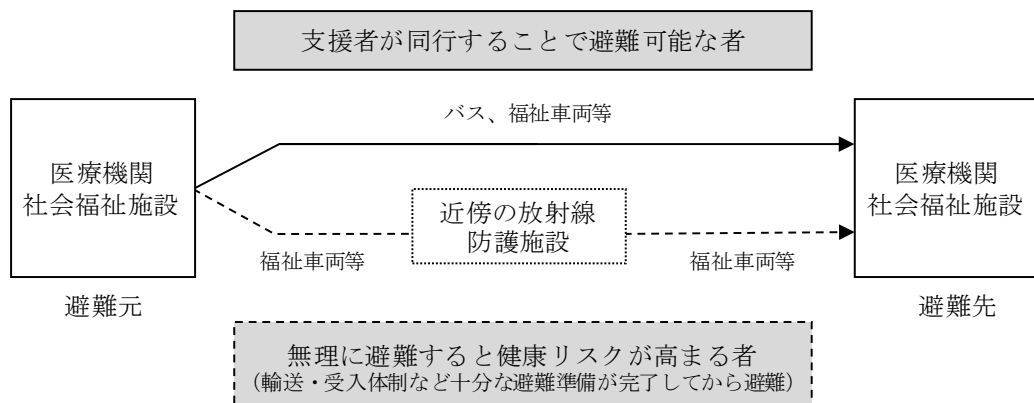 支援者が同行することで避難可能な者
バス、福祉車両等
医療機関
社会福祉施設
近傍の放射線
防護施設
医療機関
社会福祉施設
福祉車両等
福祉車両等
避難元
避難先
無理に避難すると健康リスクが高まる者
（輸送・受入体制など十分な避難準備が完了してから避難）